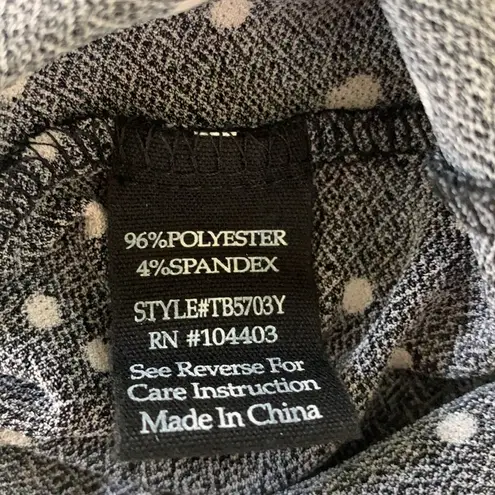 96%POLYESTER
4%SPANDEX
STYLE#TB5703Y
RN #104403
See Reverse For
Care Instruction
Made In China